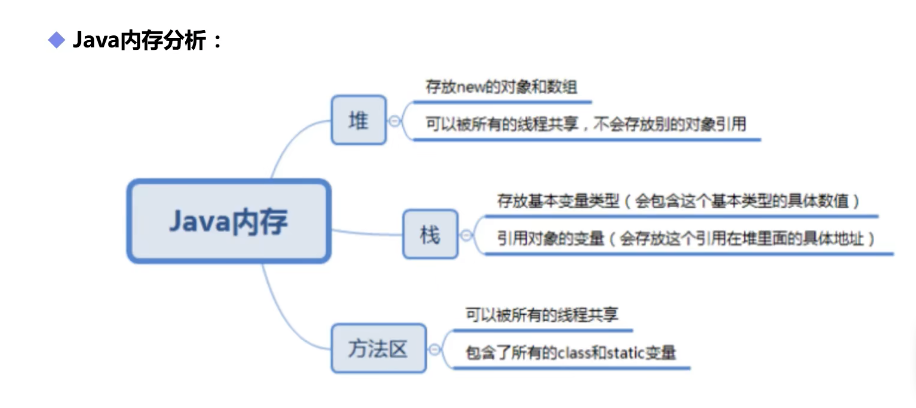 Java内存分析：
Java内存
堆
存放new的对象和数组
可以被所有的线程共享，不会存放别的对象引用
栈
存放基本变量类型（会包含这个基本类型的具体数值）
引用对象的变量（会存放这个引用在堆里面的具体地址）
方法区
可以被所有的线程共享
包含了所有的class和static变量